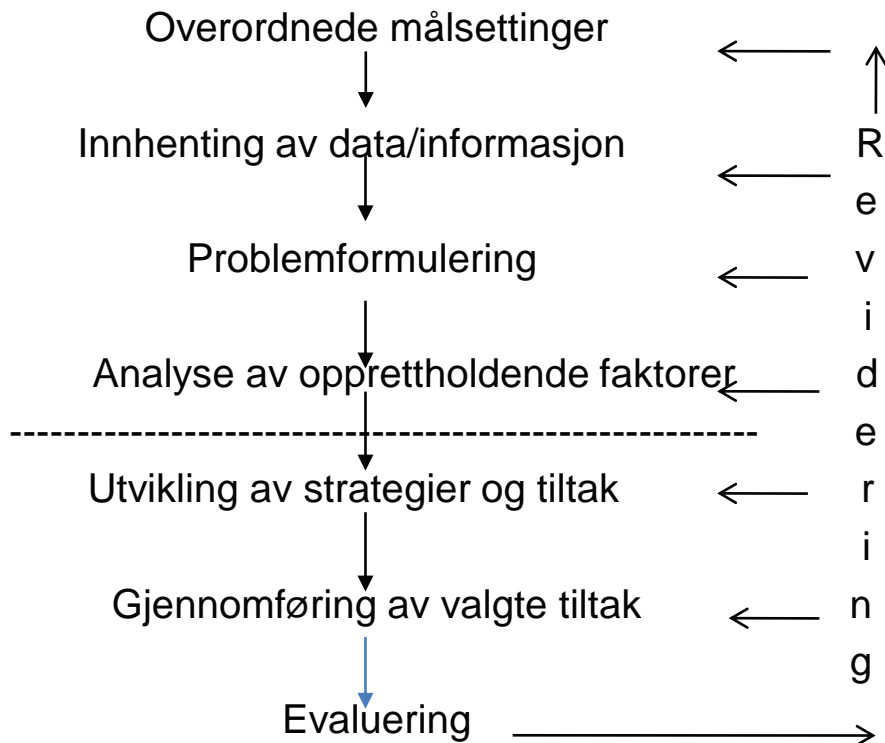 Overordnede målsettinger
Innhenting av data/informasjon
Problemformulering
Analyse av opprettholdende faktorer
Utvikling av strategier og tiltak
Gjennomføring av valgte tiltak
Evaluering
Revidering